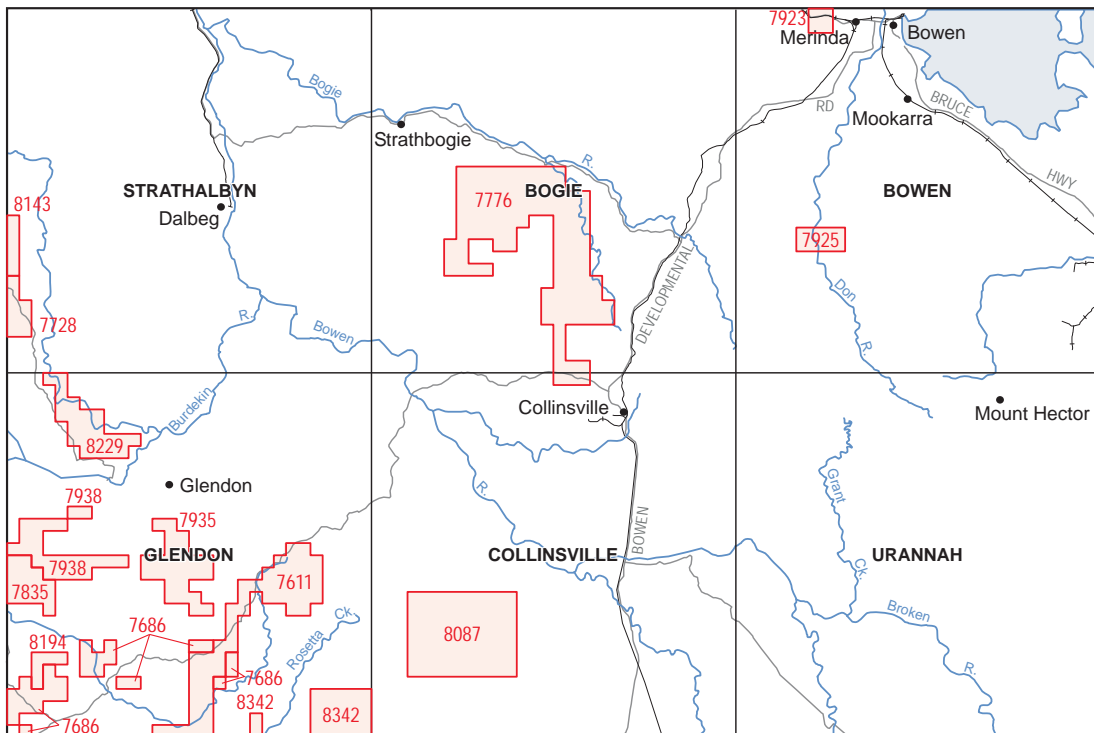 7923
Merinda
Bowen
Bogie
RD
BRUCE
Mookarra
Strathbogie
R.
HWY
STRATHALBYN
BOGIE
BOWEN
8143
7776
Dalbeg
7925
DEVELOPMENTAL
Don
R.
7728
R.
Bowen
Burdekin
Collinsville
Mount Hector
8229
Glendon
R.
Grant
7938
7935
BOWEN
GLENDON
COLLINSVILLE
URANNAH
7938
7611
Ck.
7835
Broken
7686
Ck.
8194
Rosetta
8087
R.
7686
8342
8342
7686